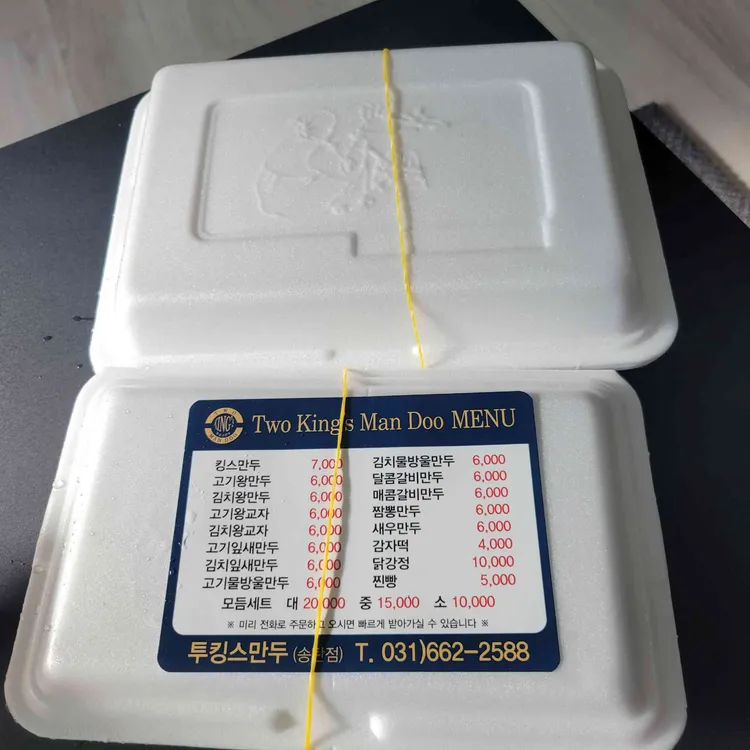 Two King's Man Doo MENU
킹스만두 7,000
고기왕만두 6,000
김치왕만두 6,000
고기왕교자 6,000
김치왕교자 6,000
고기잎새만두 6,000
김치잎새만두 6,000
고기물방울만두 6,000
김치물방울만두 6,000
달콤갈비만두 6,000
매콤갈비만두 6,000
짬뽕만두 6,000
새우만두 6,000
감자떡 4,000
닭강정 10,000
찐빵 5,000
모듬세트 대 20,000 중 15,000 소 10,000
※ 미리 전화로 주문하고 오시면 빠르게 받아가실 수 있습니다 ※
투킹스만두 (송탄점) T. 031)662-2588